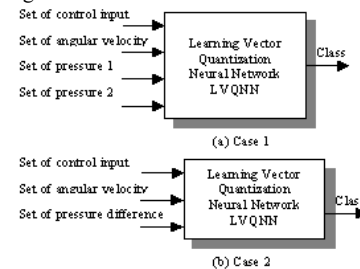 Set of control input
Set of angular velocity
Set of pressure 1
Set of pressure 2
Learning Vector
Quantization
Neural Network
LVQNN
Class
(a) Case 1
Set of control input
Set of angular velocity
Set of pressure difference
Learning Vector
Quantization
Neural Network
LVQNN
Clas
(b) Case 2